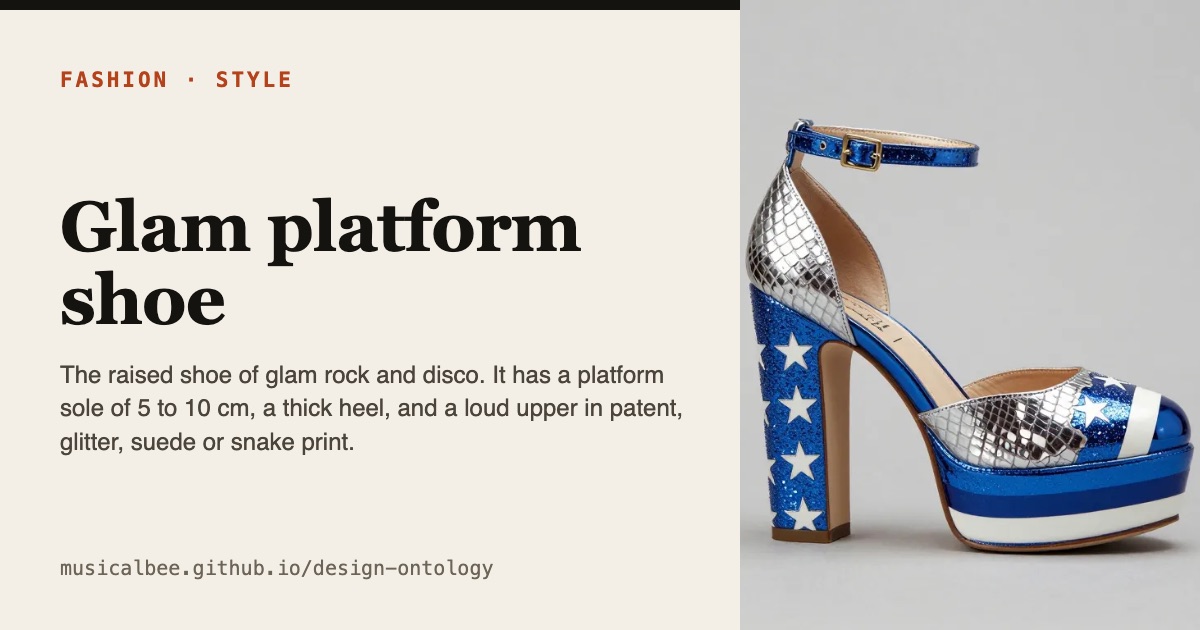 FASHION · STYLE
Glam platform
shoe
The raised shoe of glam rock and disco. It has a platform
sole of 5 to 10 cm, a thick heel, and a loud upper in patent,
glitter, suede or snake print.
musicalbee.github.io/design-ontology